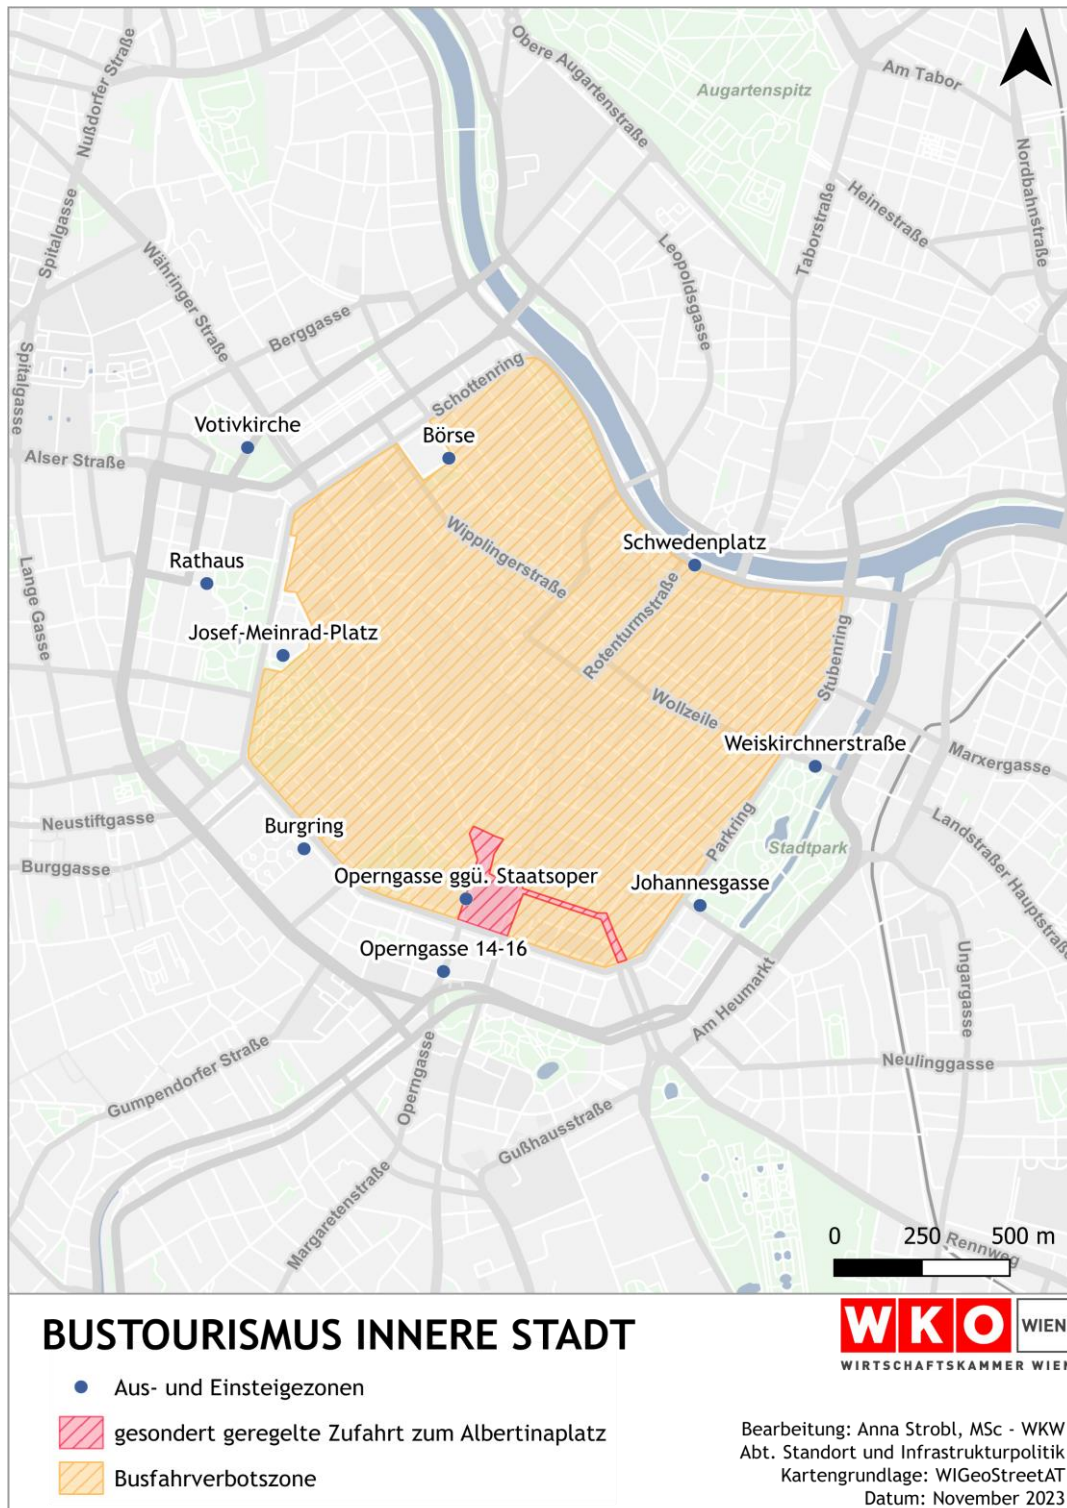 Obere Augartenstraße
Augartenspitz
Am Tabor
Nußdorfer Straße
Nordbahnstraße
Spitalgasse
Währinger Straße
Heinestraße
Taborstraße
Leopoldsgasse
Berggasse
Spitalgasse
Schottenring
Votivkirche
Börse
Alser Straße
Wipplingerstraße
Schwedenplatz
Rathaus
Lange Gasse
Rotenturmstraße
Josef-Meinrad-Platz
Stubenring
Wollzeile
Weiskirchnerstraße
Marxergasse
Neustiftgasse
Burgring
Parkring
Stadtpark
Landstraßer Hauptstraße
Burggasse
Operngasse ggü. Staatsoper
Johannesgasse
Operngasse 14-16
Ungargasse
Am Heumarkt
Gumpendorfer Straße
Operngasse
Neulinggasse
Gußhausstraße
Margaretenstraße
Rennweg
0 250 500 m
BUSTOURISMUS INNERE STADT
Aus- und Einsteigezonen
gesondert geregelte Zufahrt zum Albertinaplatz
Busfahrverbotszone
WKO WIEN
WIRTSCHAFTSKAMMER WIEN
Bearbeitung: Anna Strobl, MSc - WKW
Abt. Standort und Infrastrukturpolitik
Kartengrundlage: WIGeoStreetAT
Datum: November 2023